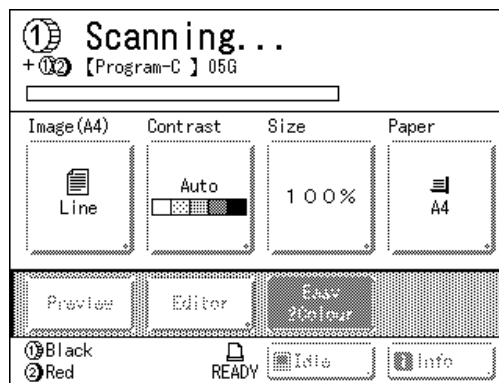 ① Scanning...
+①② 【Program-C 】 05G
Image(A4) Contrast Size Paper
Line Auto 100% A4
Preview Editor Easy
2Colour
①Black
②Red READY Idle Info